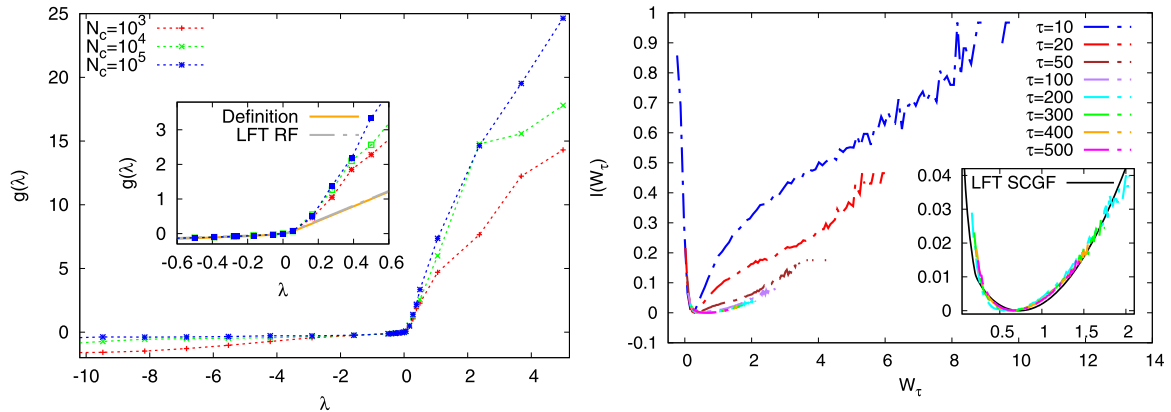 N_c=10^3
N_c=10^4
N_c=10^5
g(λ)
25
20
15
10
5
0
-10 -8 -6 -4 -2 0 2 4
λ
Definition
LFT RF
g(λ)
3
2
1
0
-0.6 -0.4 -0.2 0 0.2 0.4 0.6
λ
I(W_τ)
1
0.9
0.8
0.7
0.6
0.5
0.4
0.3
0.2
0.1
0
-0.1
0 2 4 6 8 10 12 14
W_τ
τ=10
τ=20
τ=50
τ=100
τ=200
τ=300
τ=400
τ=500
LFT SCGF
0.04
0.03
0.02
0.01
0
0.5 1 1.5 2